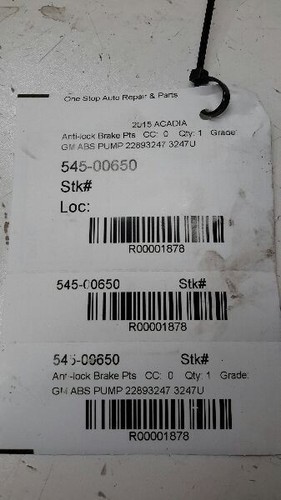 One Stop Auto Repair & Parts
2015 ACADIA
Anti-lock Brake Pts CC: 0 Qty: 1 Grade:
GM ABS PUMP 22893247 3247U
545-00650
Stk#
Loc:
R00001878
545-00650 Stk#
R00001878
545-00650 Stk#
Anti-lock Brake Pts CC: 0 Qty: 1 Grade:
GM ABS PUMP 22893247 3247U
R00001878